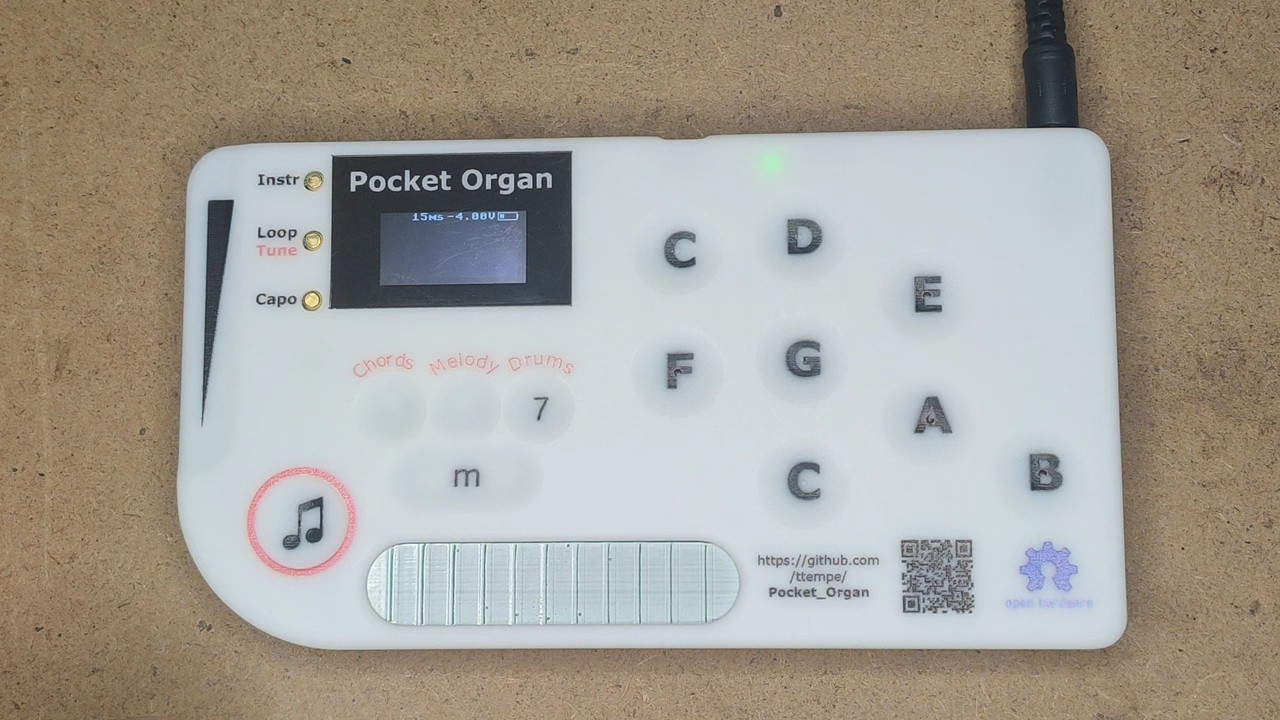 Instr
Loop
Tune
Capo
Pocket Organ
15ms-4.00V
C
D
E
F
G
A
C
B
Chords Melody Drums
7
m
https://github.com
/ttempe/
Pocket_Organ
open hardware